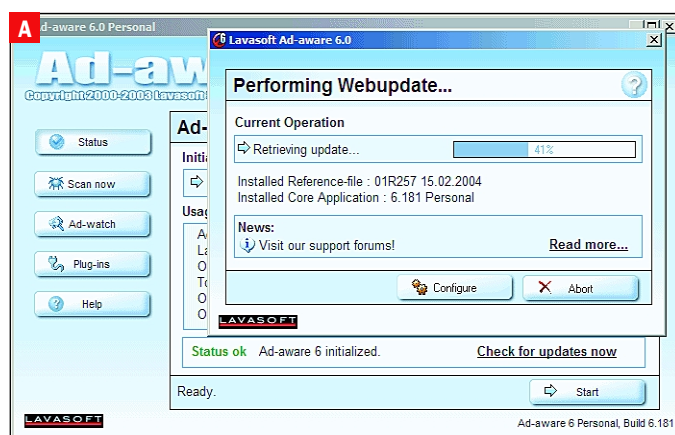 A
d-aware 6.0 Personal
Lavasoft Ad-aware 6.0
Ad-aw
Copyright 2000-2003 Lavasoft
Performing Webupdate...
Current Operation
Retrieving update...
41%
Installed Reference-file : 01R257 15.02.2004
Installed Core Application : 6.181 Personal
News:
Visit our support forums!
Read more...
Configure
Abort
LAVASOFT
Status
Scan now
Ad-watch
Plug-ins
Help
Ad-
Initi
Usag
A
La
O
To
O
O
Status ok Ad-aware 6 initialized.
Check for updates now
Ready.
Start
LAVASOFT
Ad-aware 6 Personal, Build 6.181